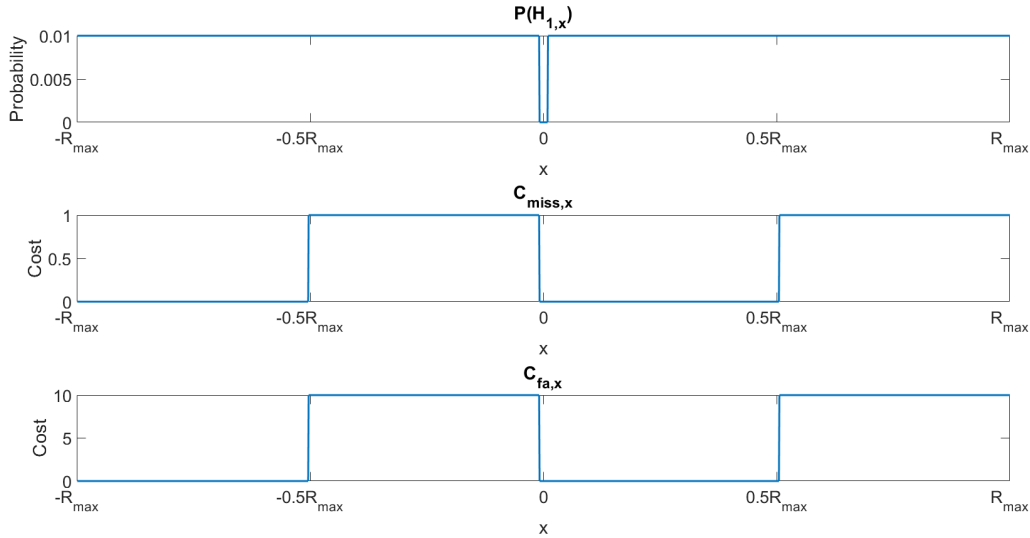 P(H1,x)
Probability
0.01
0.005
0
-Rmax -0.5Rmax 0 0.5Rmax Rmax
x
Cmiss,x
Cost
1
0.5
0
-Rmax -0.5Rmax 0 0.5Rmax Rmax
x
Cfa,x
Cost
10
5
0
-Rmax -0.5Rmax 0 0.5Rmax Rmax
x